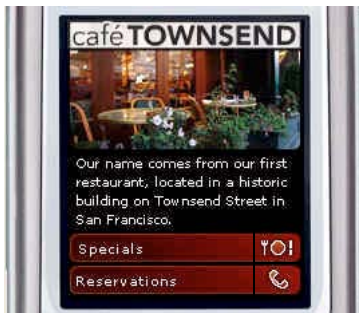 café TOWNSEND
Our name comes from our first
restaurant, located in a historic
building on Townsend Street in
San Francisco.
Specials
Reservations